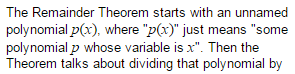 The Remainder Theorem starts with an unnamed
polynomial p(x), where "p(x)" just means "some
polynomial p whose variable is x". Then the
Theorem talks about dividing that polynomial by